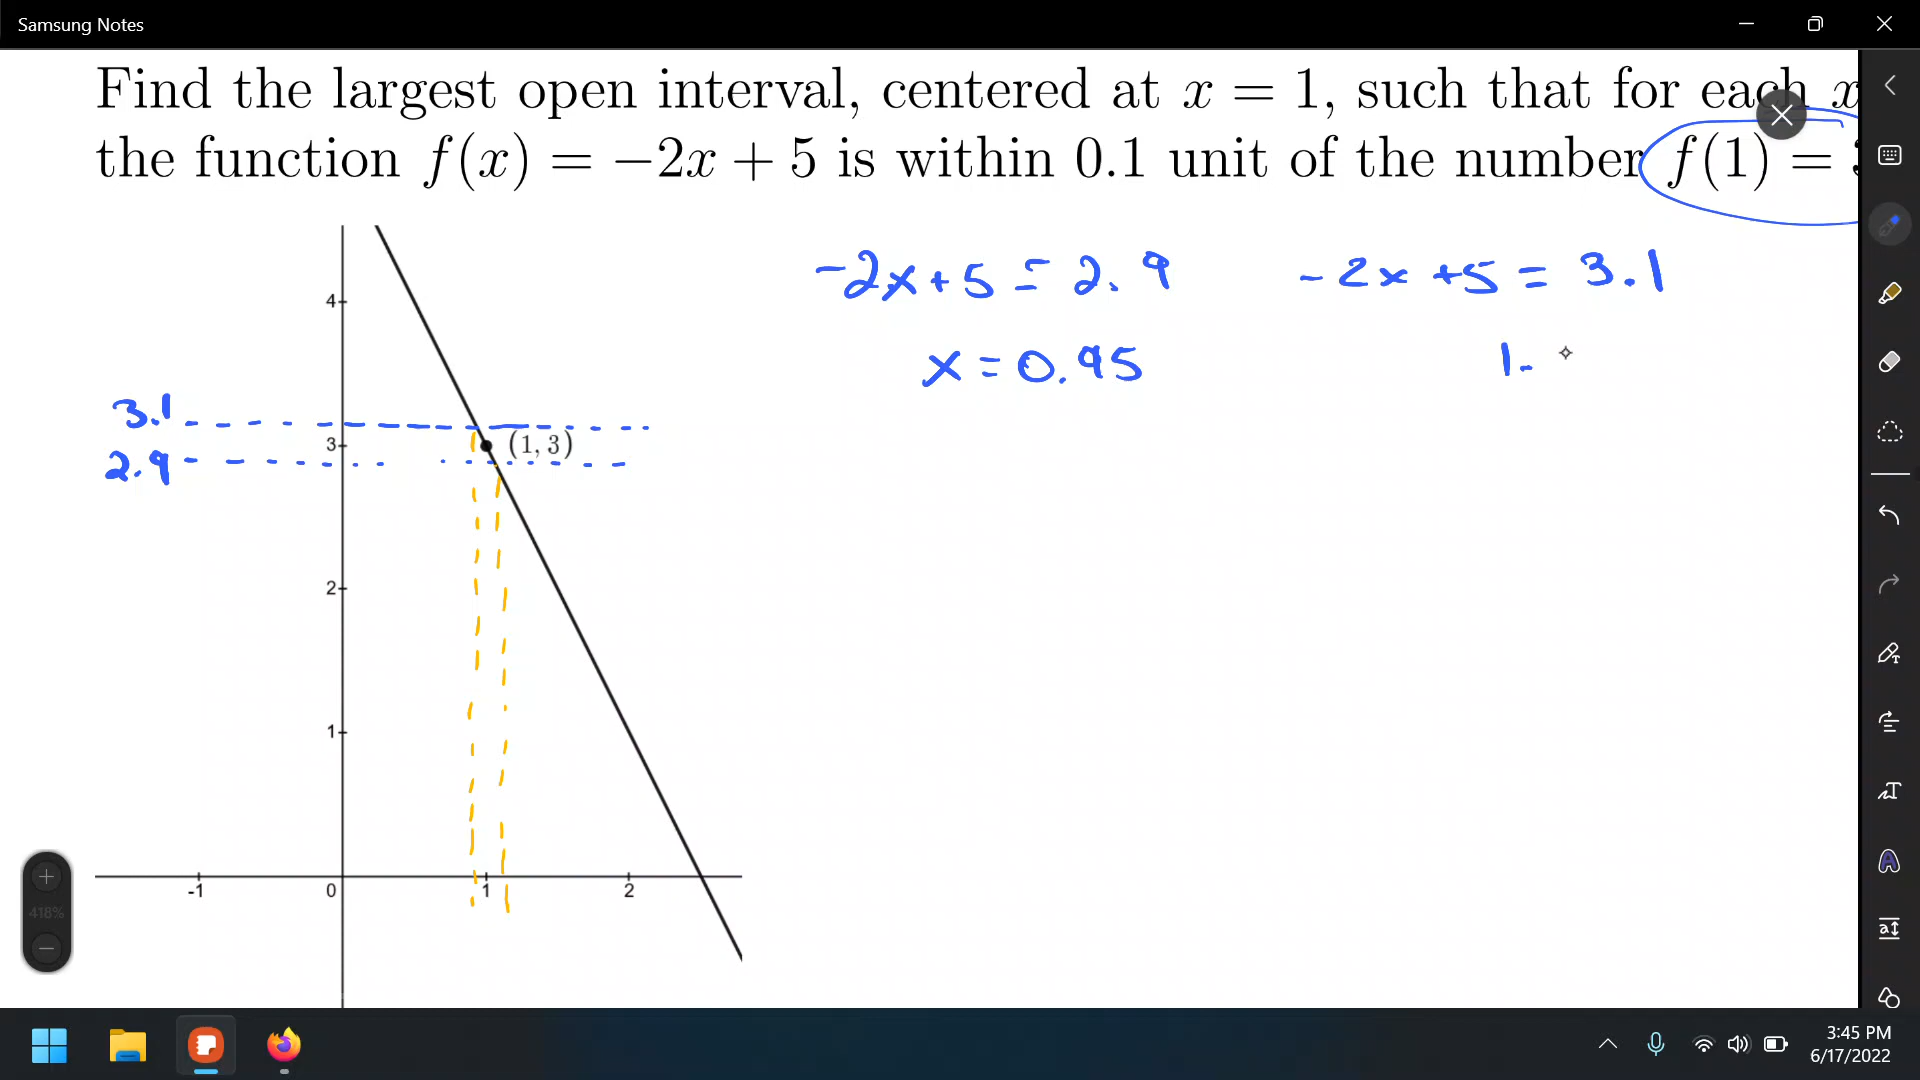 Samsung Notes
Find the largest open interval, centered at x = 1, such that for each x
the function f(x) = −2x + 5 is within 0.1 unit of the number f(1) =
-2x+5 = 2.9
-2x +5 = 3.1
x = 0.95
1.
4
3.1
3
(1, 3)
2.9
2
1
-1
0
1
2
+
418%
−
3:45 PM
6/17/2022